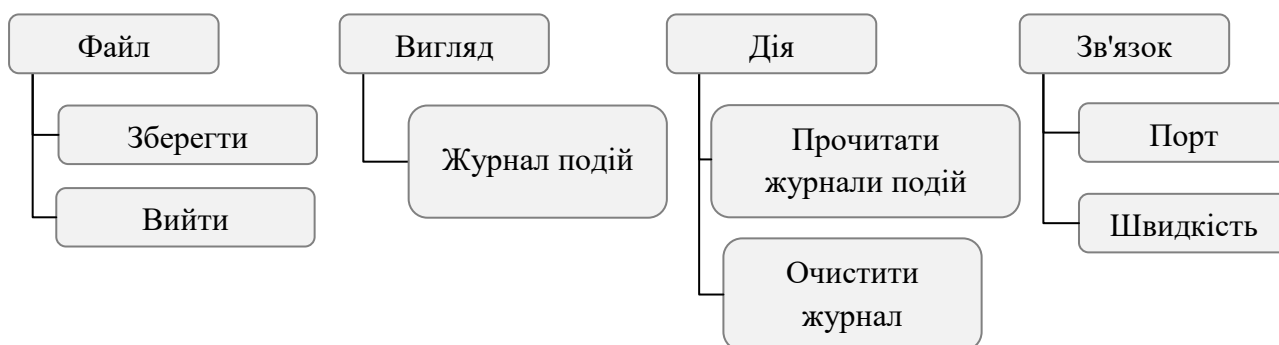 Файл
Зберегти
Вийти
Вигляд
Журнал подій
Дія
Прочитати
журнали подій
Очистити
журнал
Зв'язок
Порт
Швидкість